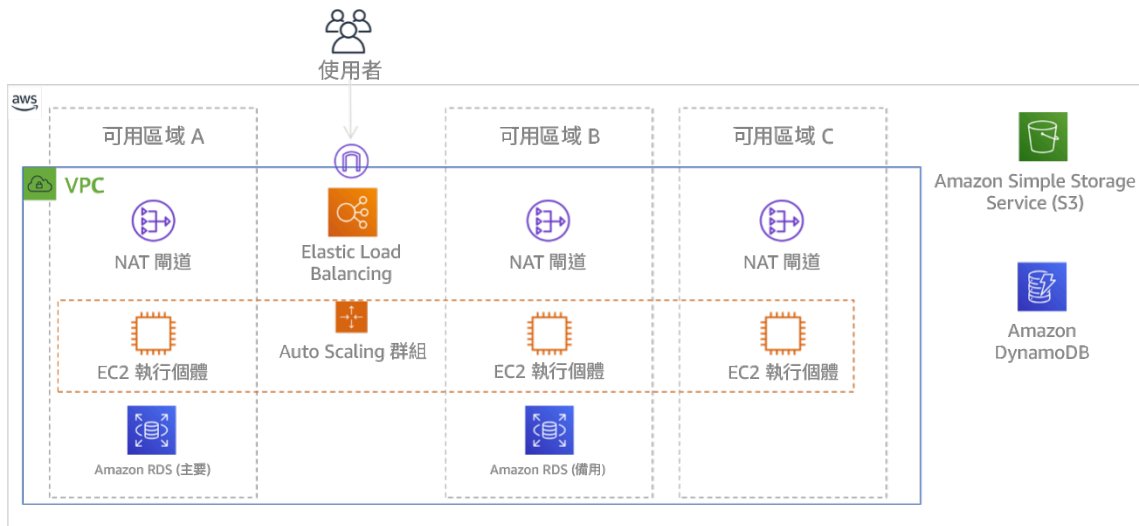 使用者
aws
可用區域 A
可用區域 B
可用區域 C
VPC
Amazon Simple Storage
Service (S3)
NAT 閘道
Elastic Load
Balancing
NAT 閘道
NAT 閘道
Amazon
DynamoDB
Auto Scaling 群組
EC2 執行個體
EC2 執行個體
EC2 執行個體
Amazon RDS (主要)
Amazon RDS (備用)